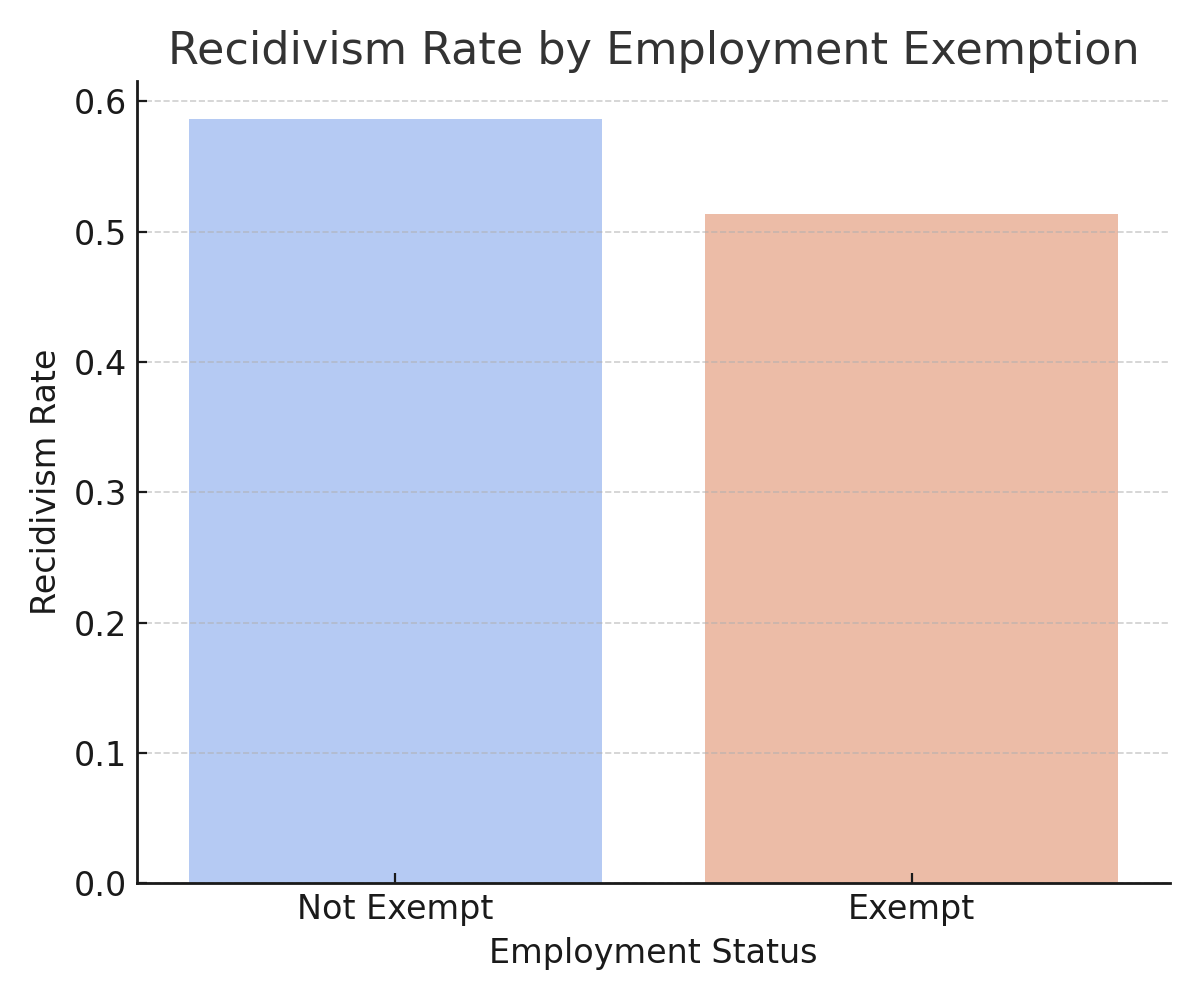 Recidivism Rate by Employment Exemption
0.6
0.5
0.4
0.3
0.2
0.1
0.0
Recidivism Rate
Not Exempt
Exempt
Employment Status